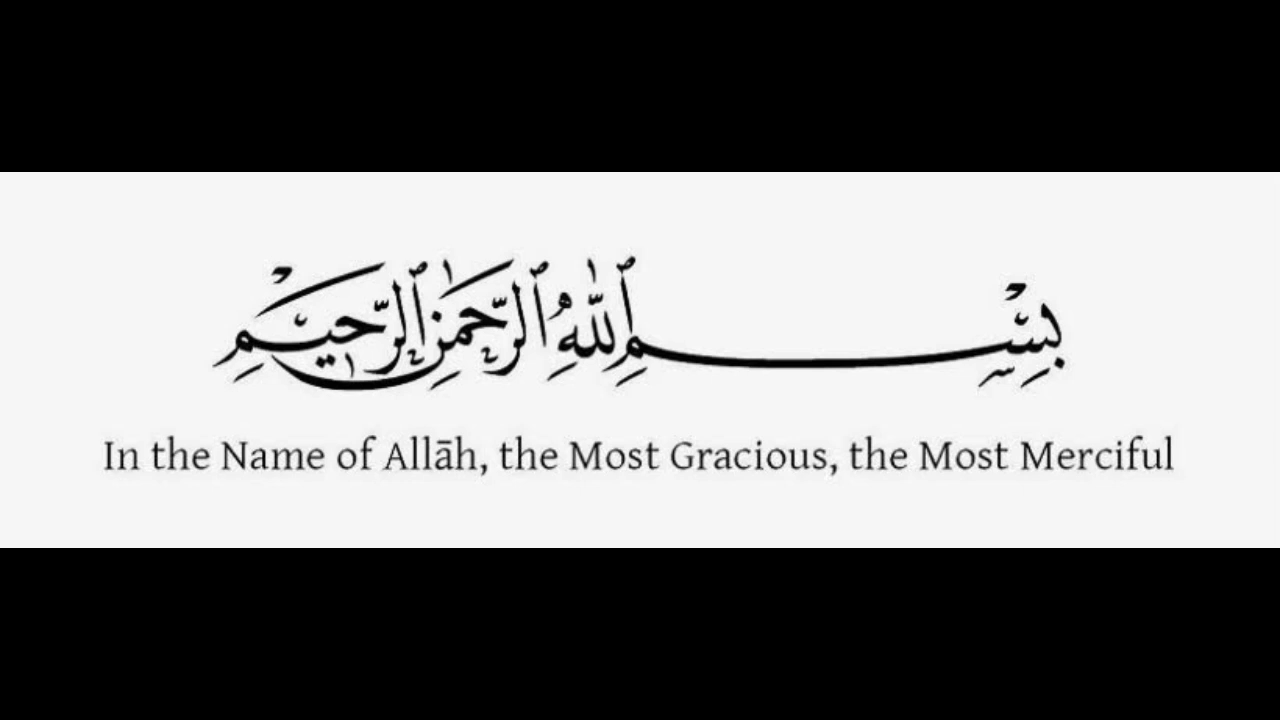 بِسْمِ ٱللَّهِ ٱلرَّحْمَٰنِ ٱلرَّحِيمِ
In the Name of Allāh, the Most Gracious, the Most Merciful